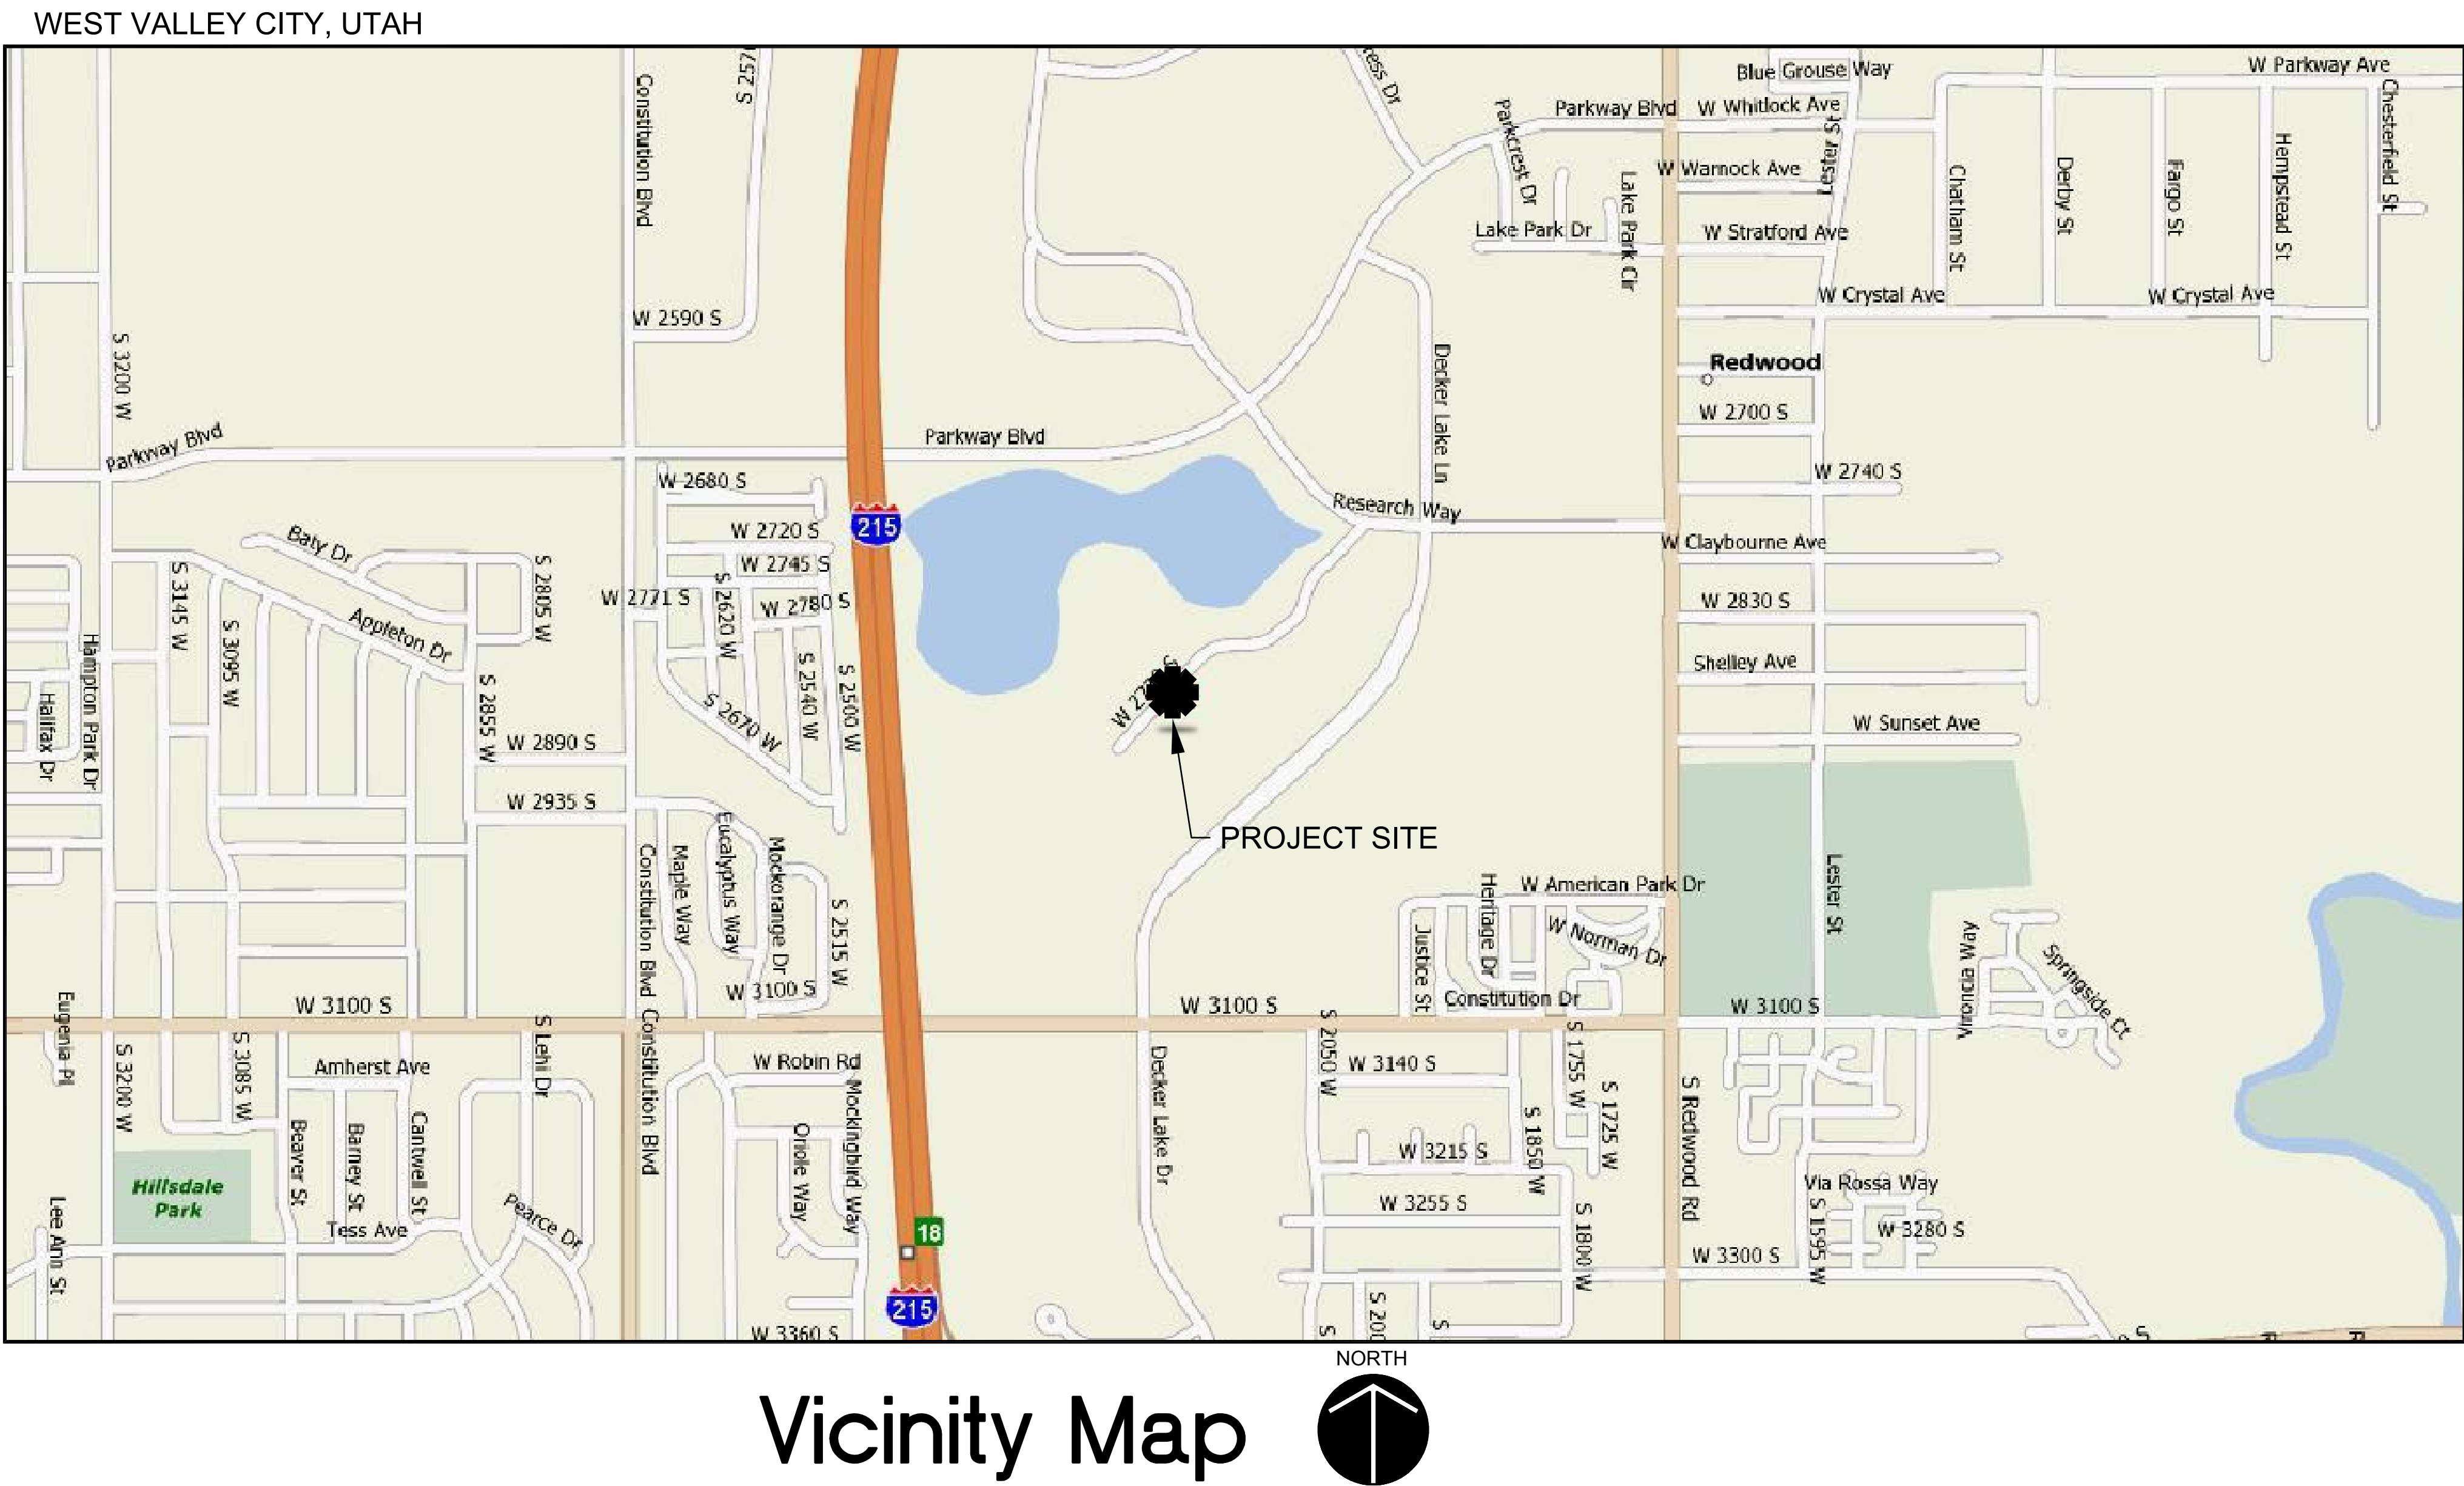 WEST VALLEY CITY, UTAH
Blue Grouse Way
W Parkway Ave
Parkway Blvd
W Whitlock Ave
Constitution Blvd
Parkcrest Dr
Lester St
Chesterfield St
W Warnock Ave
Hempstead St
Lake Park Cir
Chatham St
Derby St
Fargo St
Lake Park Dr
W Stratford Ave
W Crystal Ave
W Crystal Ave
W 2590 S
S 3200 W
Decker Lake Ln
Redwood
W 2700 S
Parkway Blvd
Parkway Blvd
W 2740 S
W 2680 S
Research Way
215
W 2720 S
Baty Dr
W Claybourne Ave
W 2745 S
S 2805 W
S 3145 W
W 2771 S
S 2620 W
W 2780 S
W 2830 S
Appleton Dr
S 3095 W
Hampton Park Dr
Shelley Ave
S 2540 W
S 2500 W
S 2855 W
Halifax Dr
S 2670 W
W Sunset Ave
W 2890 S
W 2935 S
PROJECT SITE
Eucalyptus Way
Mockorange Dr
Maple Way
Constitution Blvd
Lester St
W American Park Dr
Heritage Dr
S 2515 W
Justice St
W Norman Dr
Springside Ct
W 3100 S
Constitution Dr
Eugenia Pl
W 3100 S
W 3100 S
W 3100 S
S Lehi Dr
Constitution Blvd
S 2050 W
S 1755 W
S 3085 W
S 3200 W
Amherst Ave
W Robin Rd
W 3140 S
Decker Lake Dr
Mockingbird Way
S Redwood Rd
S 1725 W
S 1850 W
Beaver St
Barney St
Cantwell St
Oriole Way
W 3215 S
Hillsdale
Park
Via Rossa Way
W 3255 S
Pearce Dr
Tess Ave
Lee Ann St
18
S 1800 W
S 1595 W
W 3280 S
W 3300 S
215
W 3360 S
NORTH
Vicinity Map